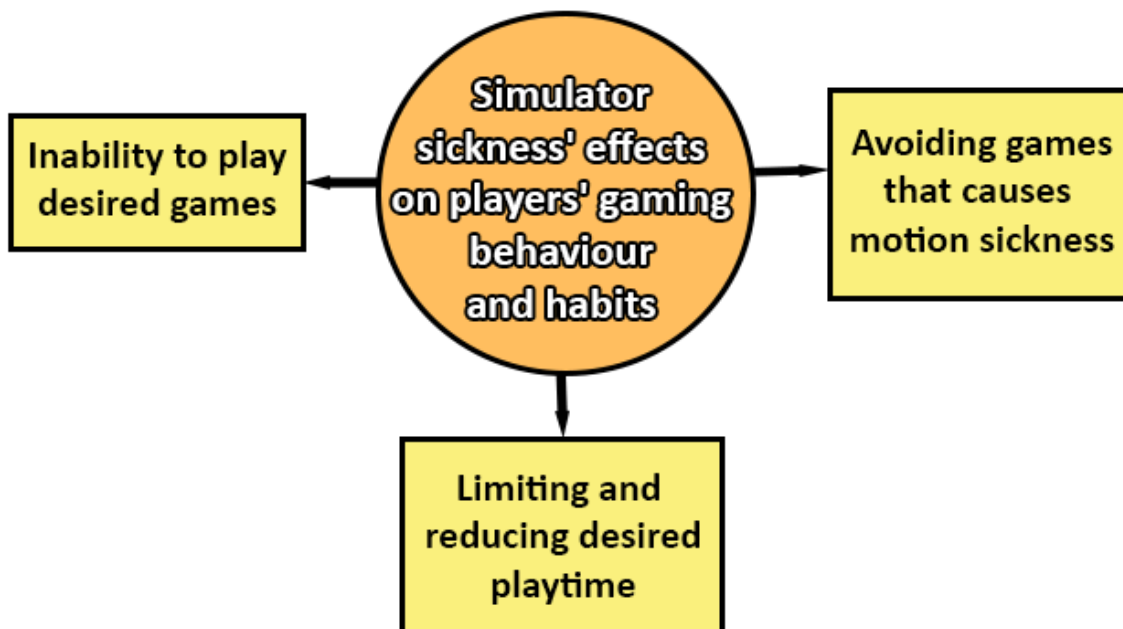 Simulator
sickness' effects
on players' gaming
behaviour
and habits
Inability to play
desired games
Avoiding games
that causes
motion sickness
Limiting and
reducing desired
playtime